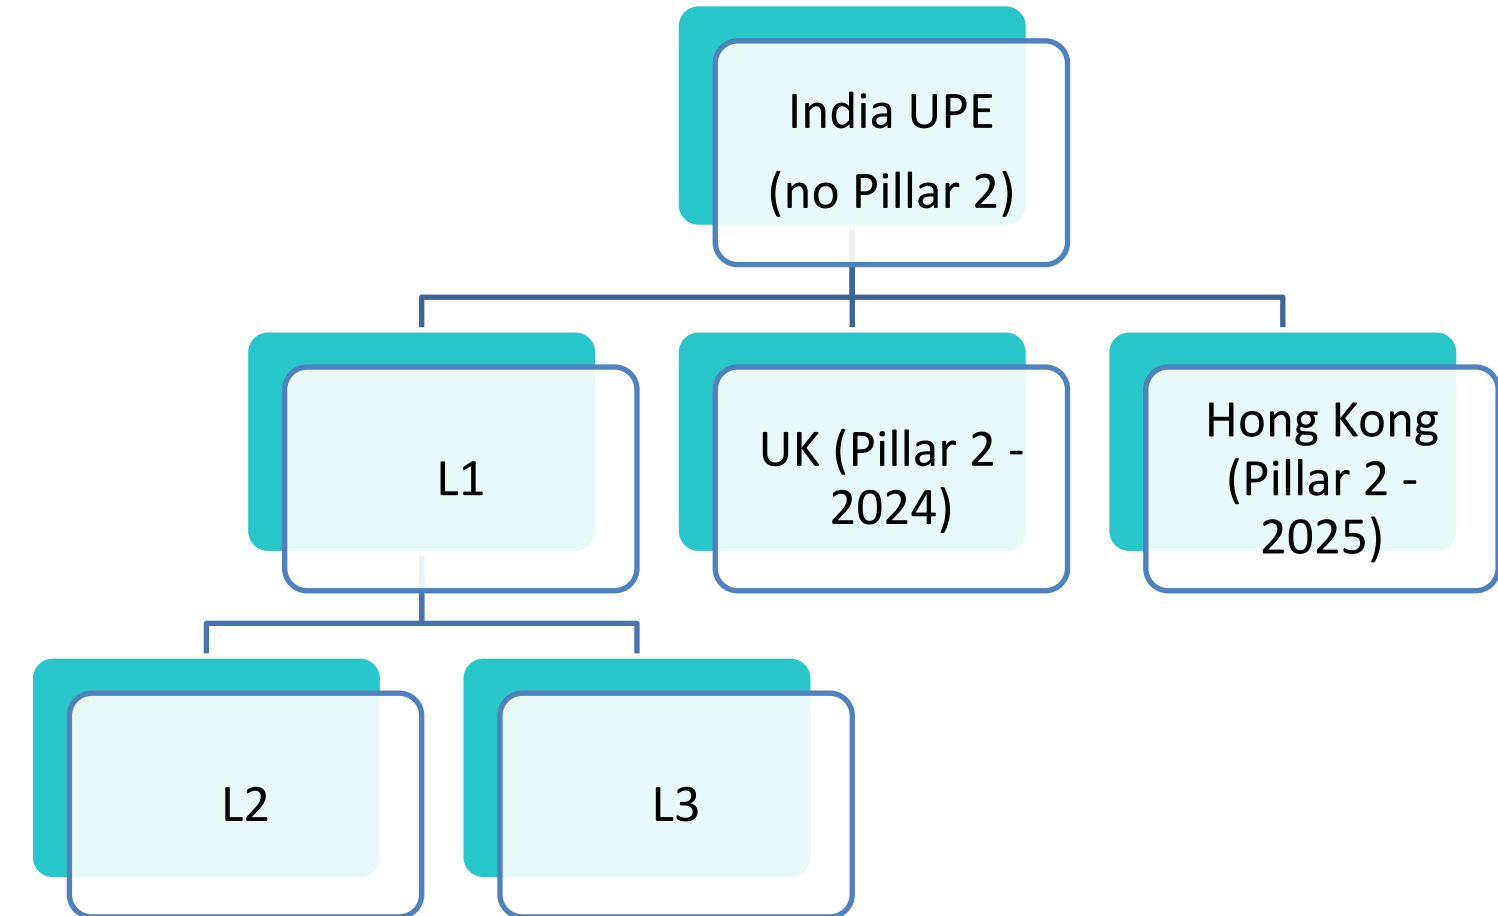 India UPE
(no Pillar 2)
L1
UK (Pillar 2 -
2024)
Hong Kong
(Pillar 2 -
2025)
L2
L3